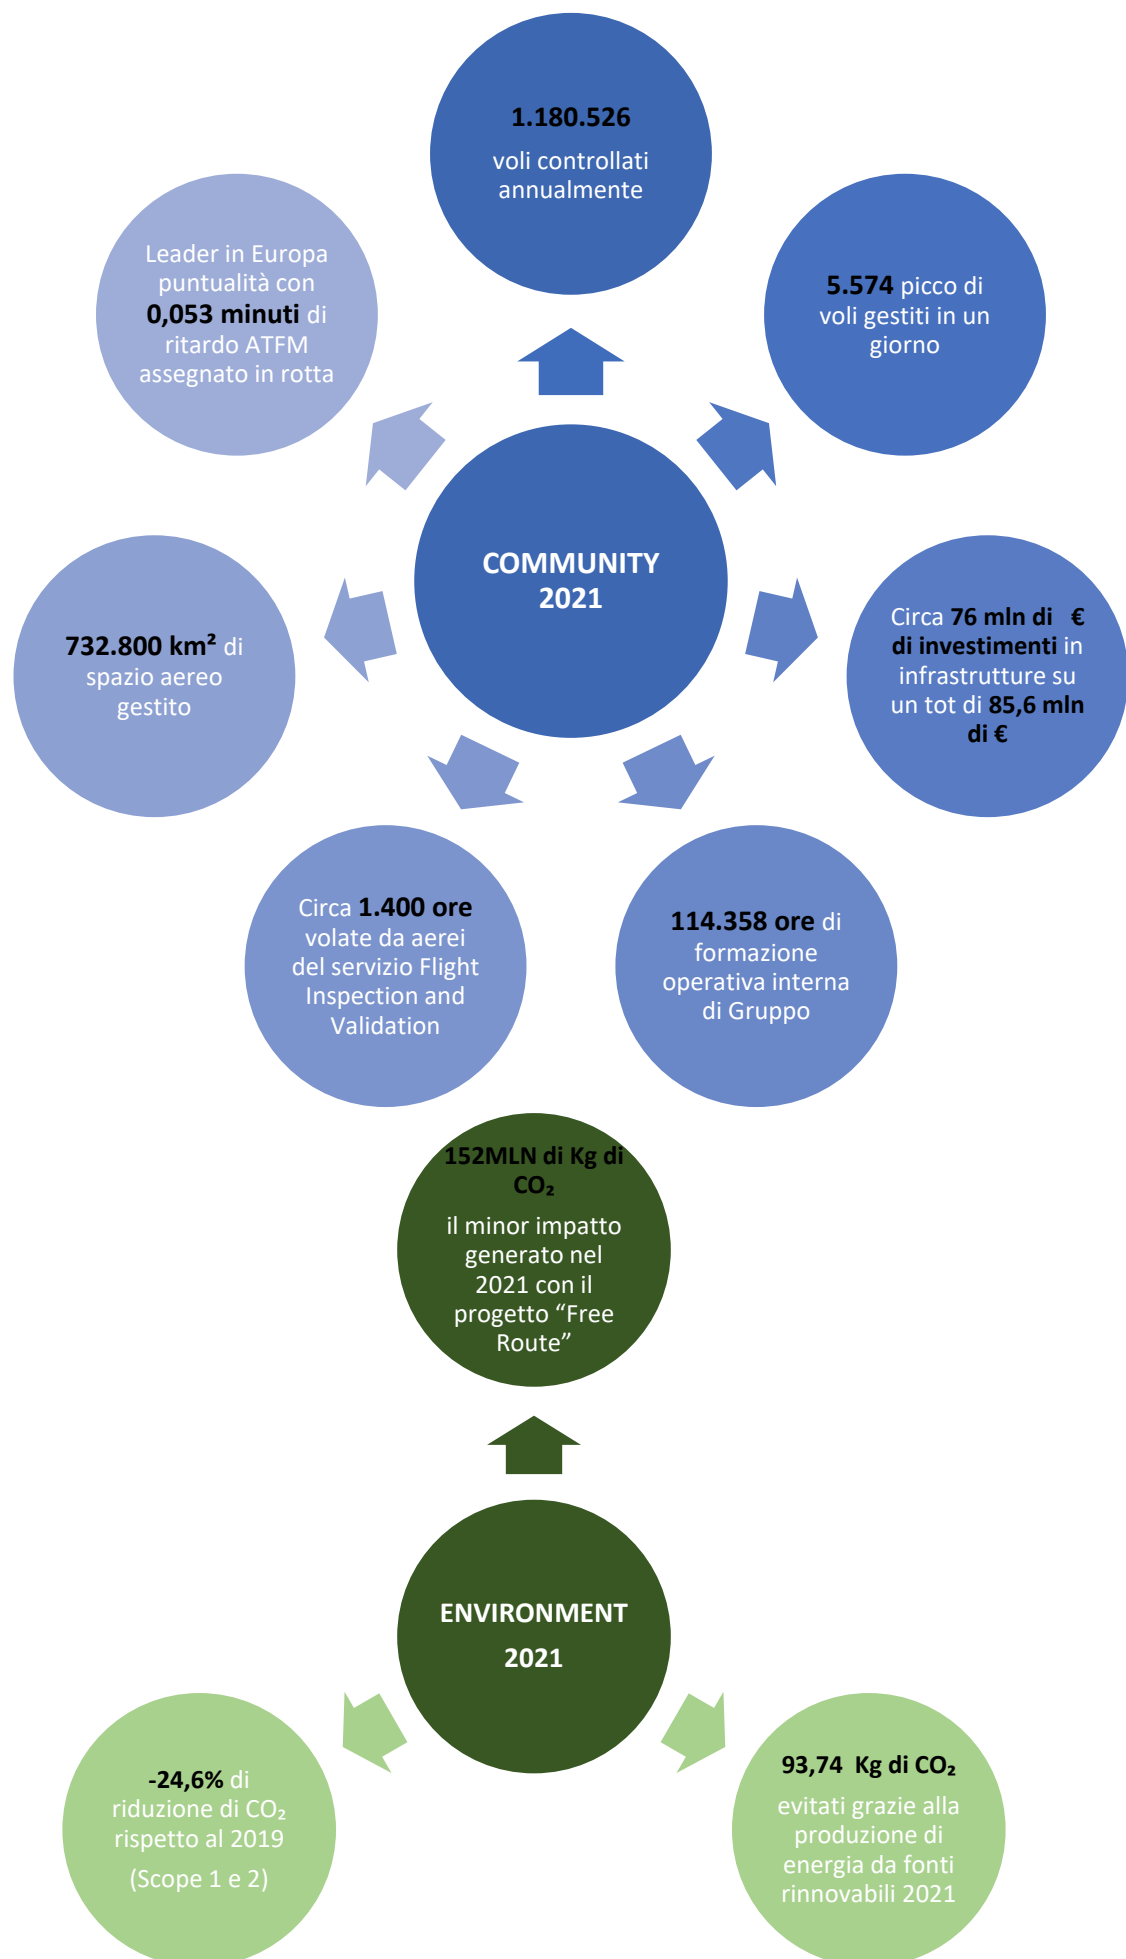 1.180.526
voli controllati
annualmente
Leader in Europa
puntualità con
0,053 minuti di
ritardo ATFM
assegnato in rotta
5.574 picco di
voli gestiti in un
giorno
COMMUNITY
2021
732.800 km² di
spazio aereo
gestito
Circa 76 mln di €
di investimenti in
infrastrutture su
un tot di 85,6 mln
di €
Circa 1.400 ore
volate da aerei
del servizio Flight
Inspection and
Validation
114.358 ore di
formazione
operativa interna
di Gruppo
152MLN di Kg di
CO₂
il minor impatto
generato nel
2021 con il
progetto “Free
Route”
ENVIRONMENT
2021
-24,6% di
riduzione di CO₂
rispetto al 2019
(Scope 1 e 2)
93,74 Kg di CO₂
evitati grazie alla
produzione di
energia da fonti
rinnovabili 2021